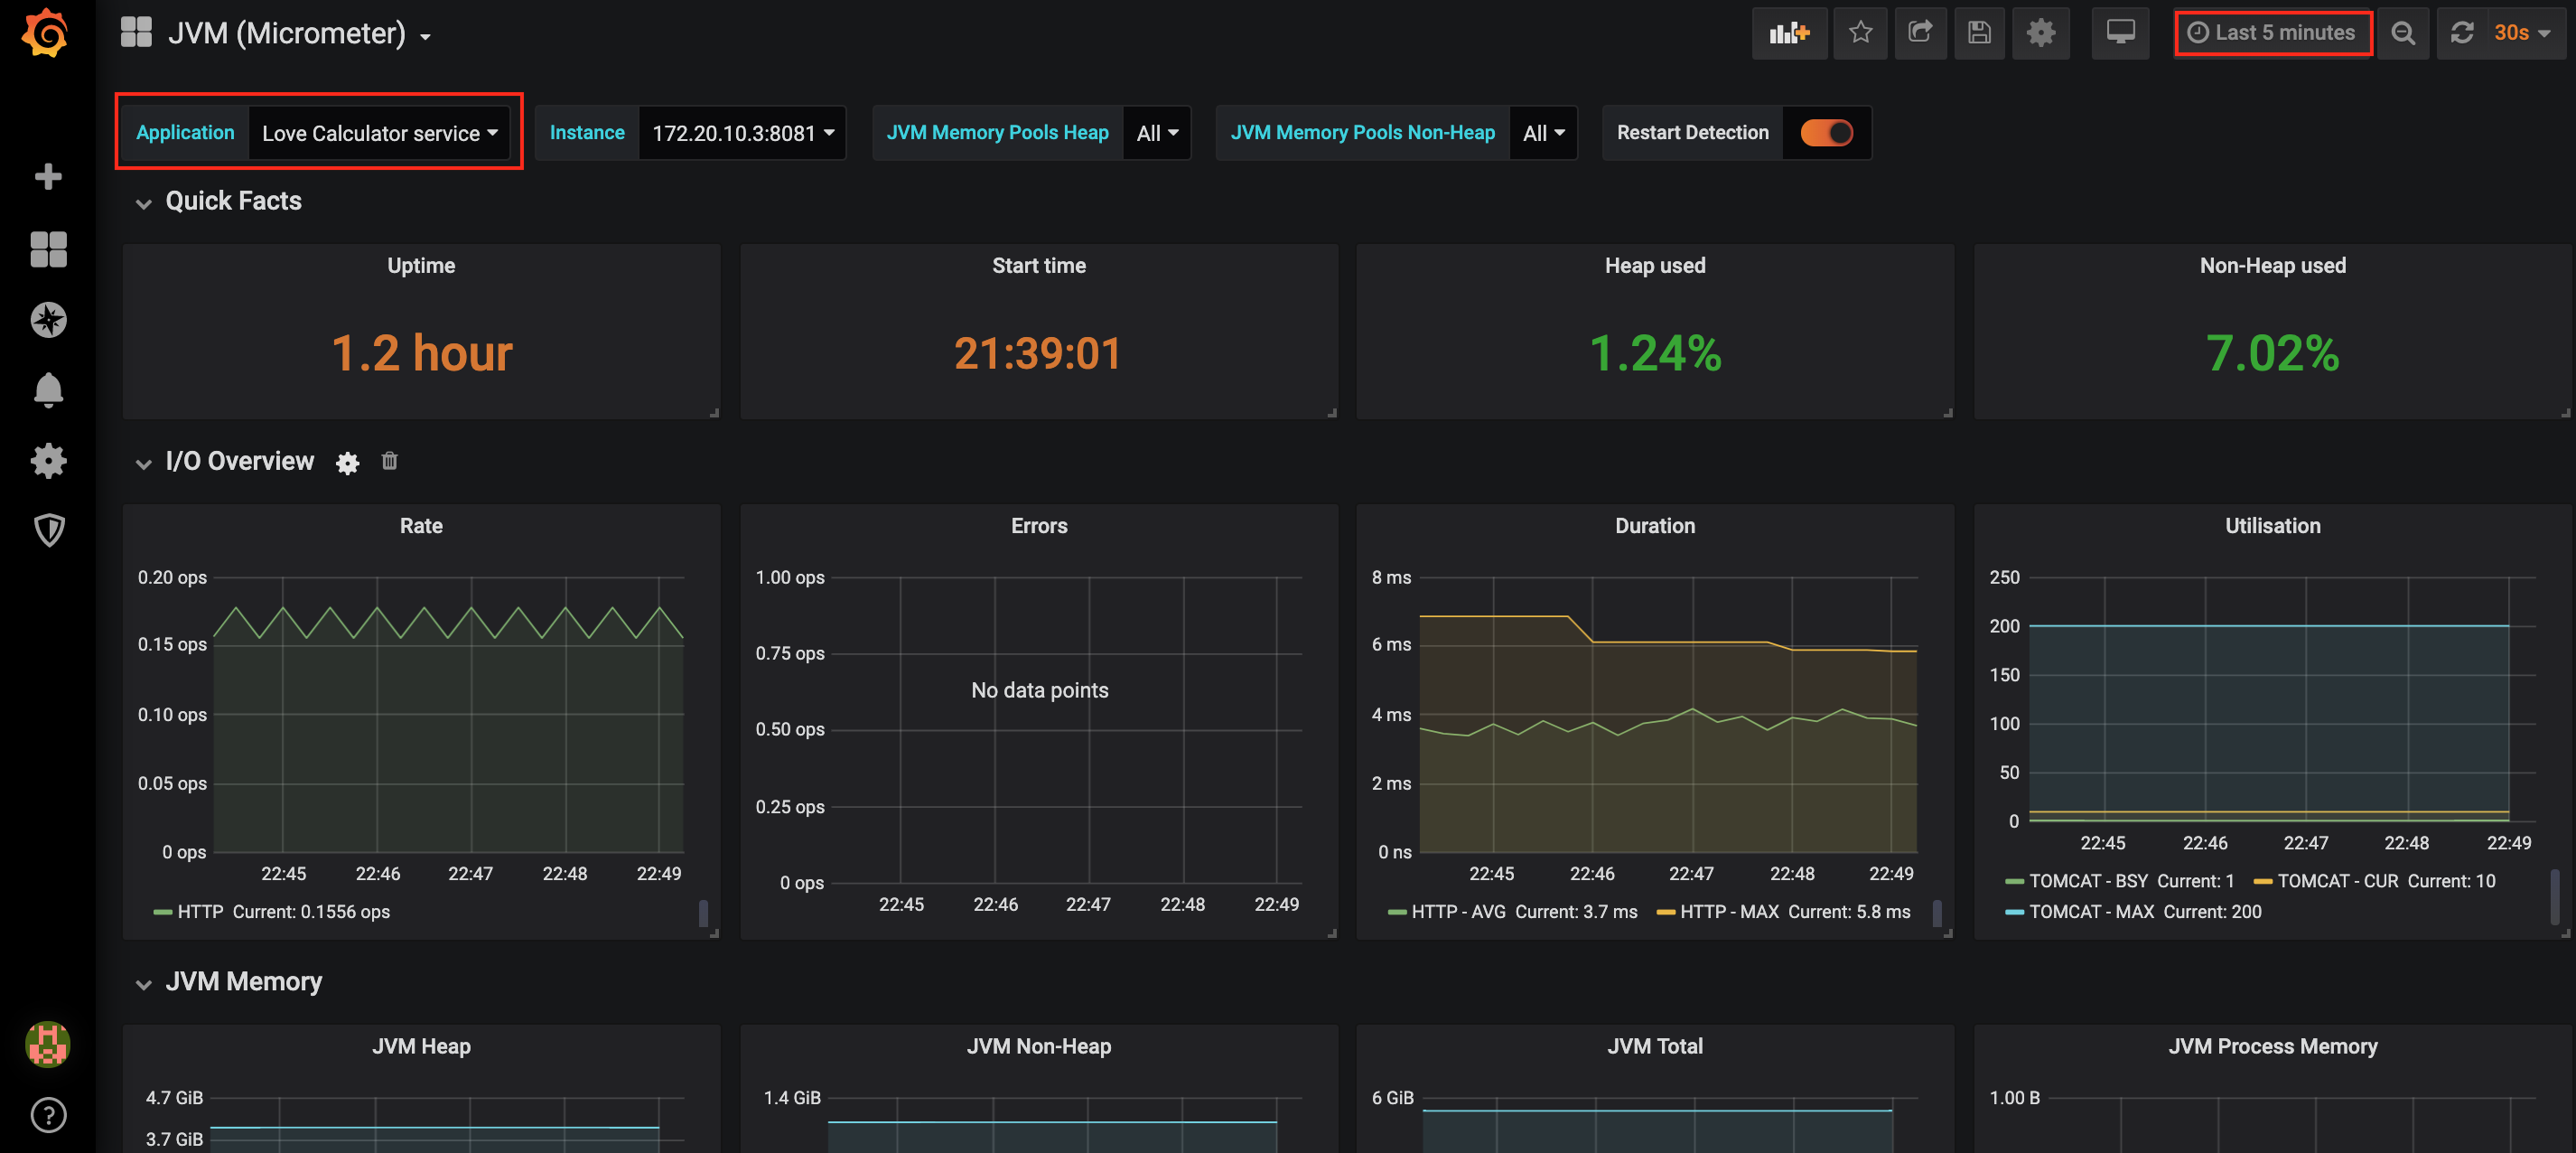 JVM (Micrometer)
Last 5 minutes
30s
Application Love Calculator service
Instance 172.20.10.3:8081
JVM Memory Pools Heap All
JVM Memory Pools Non-Heap All
Restart Detection
Quick Facts
Uptime
1.2 hour
Start time
21:39:01
Heap used
1.24%
Non-Heap used
7.02%
I/O Overview
Rate
0.20 ops
0.15 ops
0.10 ops
0.05 ops
0 ops
22:45 22:46 22:47 22:48 22:49
HTTP Current: 0.1556 ops
Errors
1.00 ops
0.75 ops
No data points
0.50 ops
0.25 ops
0 ops
22:45 22:46 22:47 22:48 22:49
Duration
8 ms
6 ms
4 ms
2 ms
0 ns
22:45 22:46 22:47 22:48 22:49
HTTP - AVG Current: 3.7 ms HTTP - MAX Current: 5.8 ms
Utilisation
250
200
150
100
50
0
22:45 22:46 22:47 22:48 22:49
TOMCAT - BSY Current: 1 TOMCAT - CUR Current: 10
TOMCAT - MAX Current: 200
JVM Memory
JVM Heap
4.7 GiB
3.7 GiB
JVM Non-Heap
1.4 GiB
JVM Total
6 GiB
JVM Process Memory
1.00 B